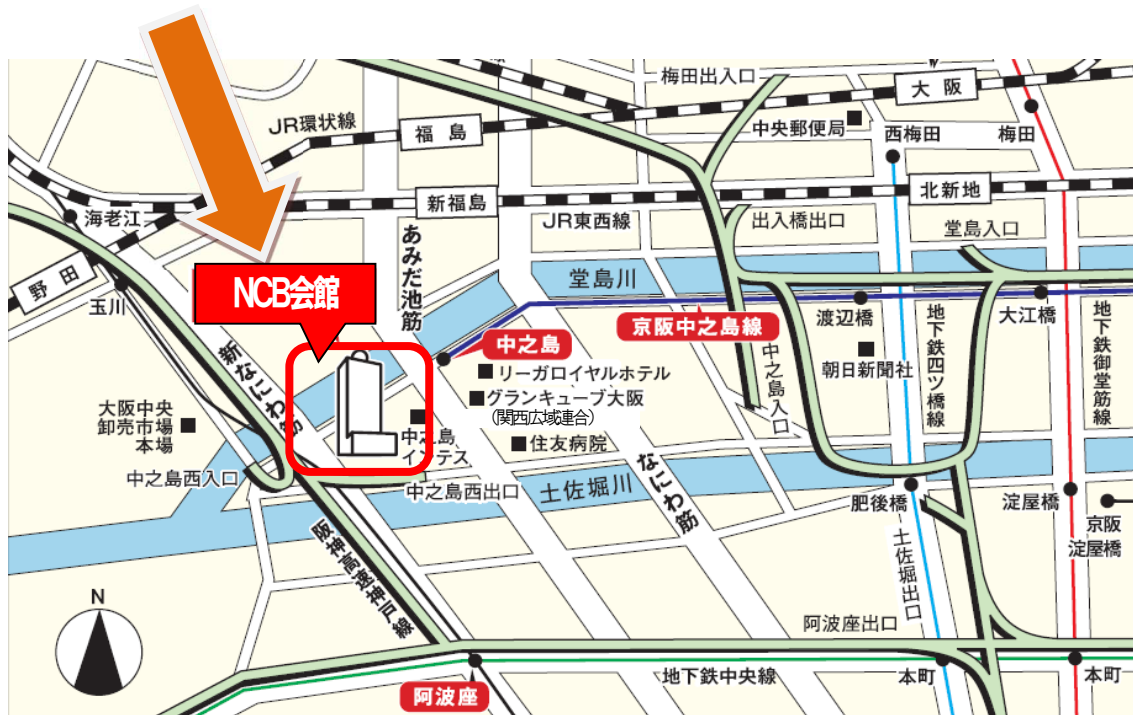 梅田出入口
大阪
JR環状線
福島
中央郵便局
西梅田
梅田
海老江
新福島
北新地
JR東西線
出入橋出口
堂島入口
あみだ池筋
野田
玉川
NCB会館
堂島川
京阪中之島線
渡辺橋
大江橋
中之島
新なにわ筋
リーガロイヤルホテル
グランキューブ大阪
(関西広域連合)
中之島入口
朝日新聞社
地下鉄四ツ橋線
地下鉄御堂筋線
大阪中央
卸売市場
本場
中之島
インテス
住友病院
中之島西入口
中之島西出口
土佐堀川
なにわ筋
肥後橋
淀屋橋
京阪
淀屋橋
阪神高速神戸線
土佐堀出口
N
阿波座出口
地下鉄中央線
本町
本町
阿波座